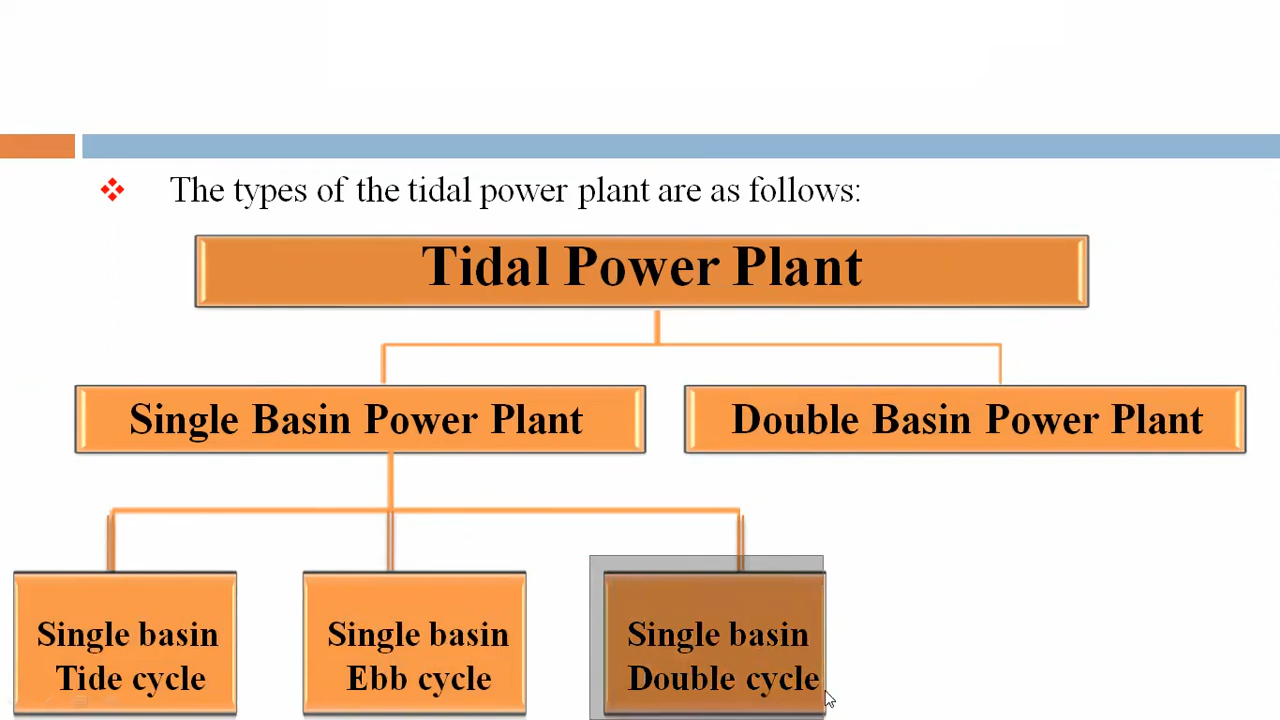 The types of the tidal power plant are as follows:
Tidal Power Plant
Single Basin Power Plant
Double Basin Power Plant
Single basin
Tide cycle
Single basin
Ebb cycle
Single basin
Double cycle